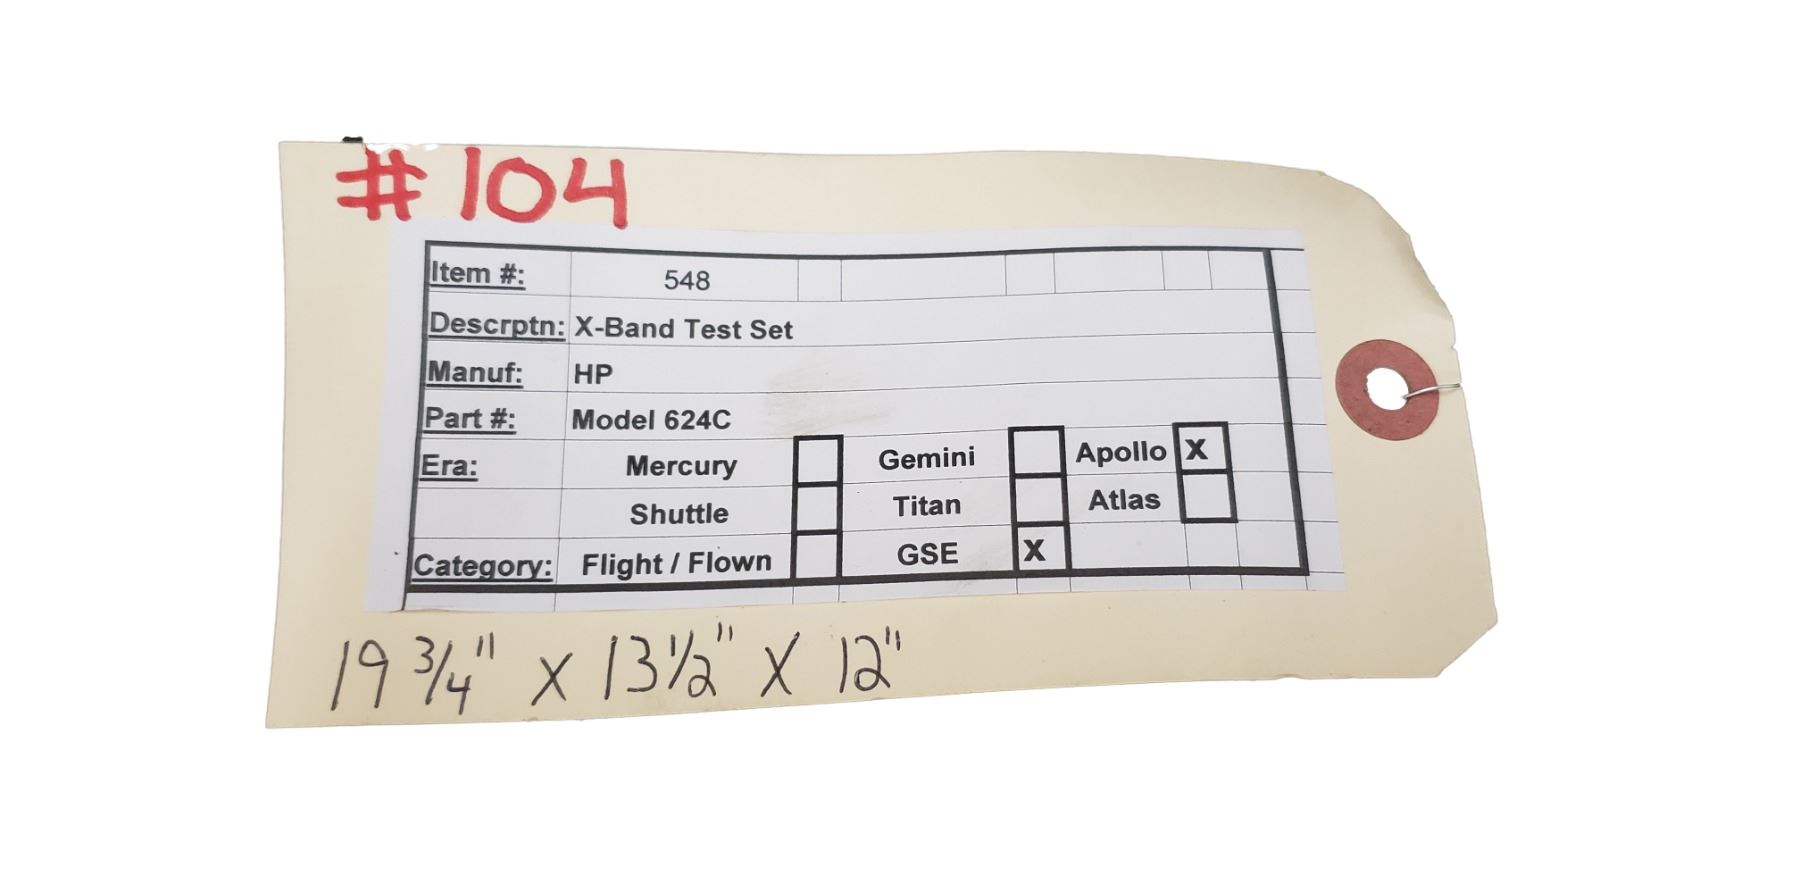 #104
Item #: 548
Descrptn: X-Band Test Set
Manuf: HP
Part #: Model 624C
Era: Mercury Gemini Apollo X
Shuttle Titan Atlas
Category: Flight / Flown GSE X
19 3/4" x 13 1/2" x 12"